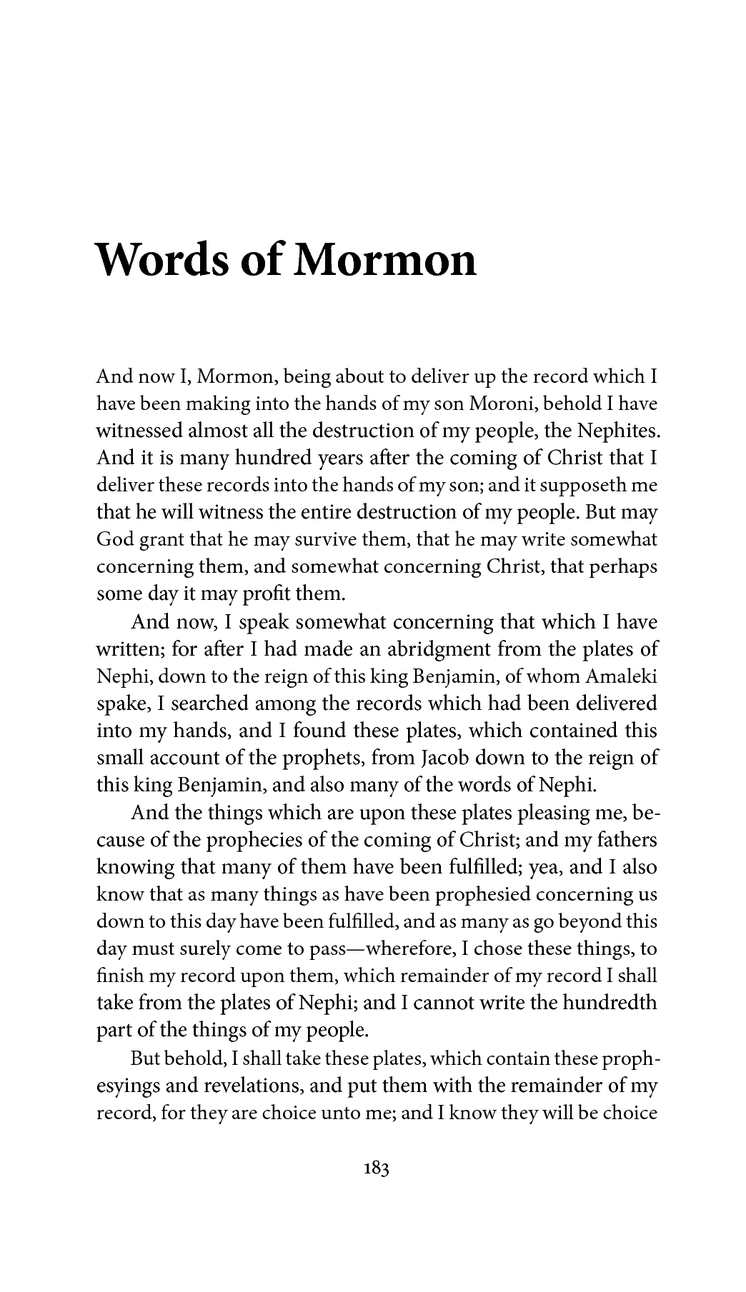 Words of Mormon
And now I, Mormon, being about to deliver up the record which I
have been making into the hands of my son Moroni, behold I have
witnessed almost all the destruction of my people, the Nephites.
And it is many hundred years after the coming of Christ that I
deliver these records into the hands of my son; and it supposeth me
that he will witness the entire destruction of my people. But may
God grant that he may survive them, that he may write somewhat
concerning them, and somewhat concerning Christ, that perhaps
some day it may profit them.
And now, I speak somewhat concerning that which I have
written; for after I had made an abridgment from the plates of
Nephi, down to the reign of this king Benjamin, of whom Amaleki
spake, I searched among the records which had been delivered
into my hands, and I found these plates, which contained this
small account of the prophets, from Jacob down to the reign of
this king Benjamin, and also many of the words of Nephi.
And the things which are upon these plates pleasing me, be-
cause of the prophecies of the coming of Christ; and my fathers
knowing that many of them have been fulfilled; yea, and I also
know that as many things as have been prophesied concerning us
down to this day have been fulfilled, and as many as go beyond this
day must surely come to pass—wherefore, I chose these things, to
finish my record upon them, which remainder of my record I shall
take from the plates of Nephi; and I cannot write the hundredth
part of the things of my people.
But behold, I shall take these plates, which contain these proph-
esyings and revelations, and put them with the remainder of my
record, for they are choice unto me; and I know they will be choice
183